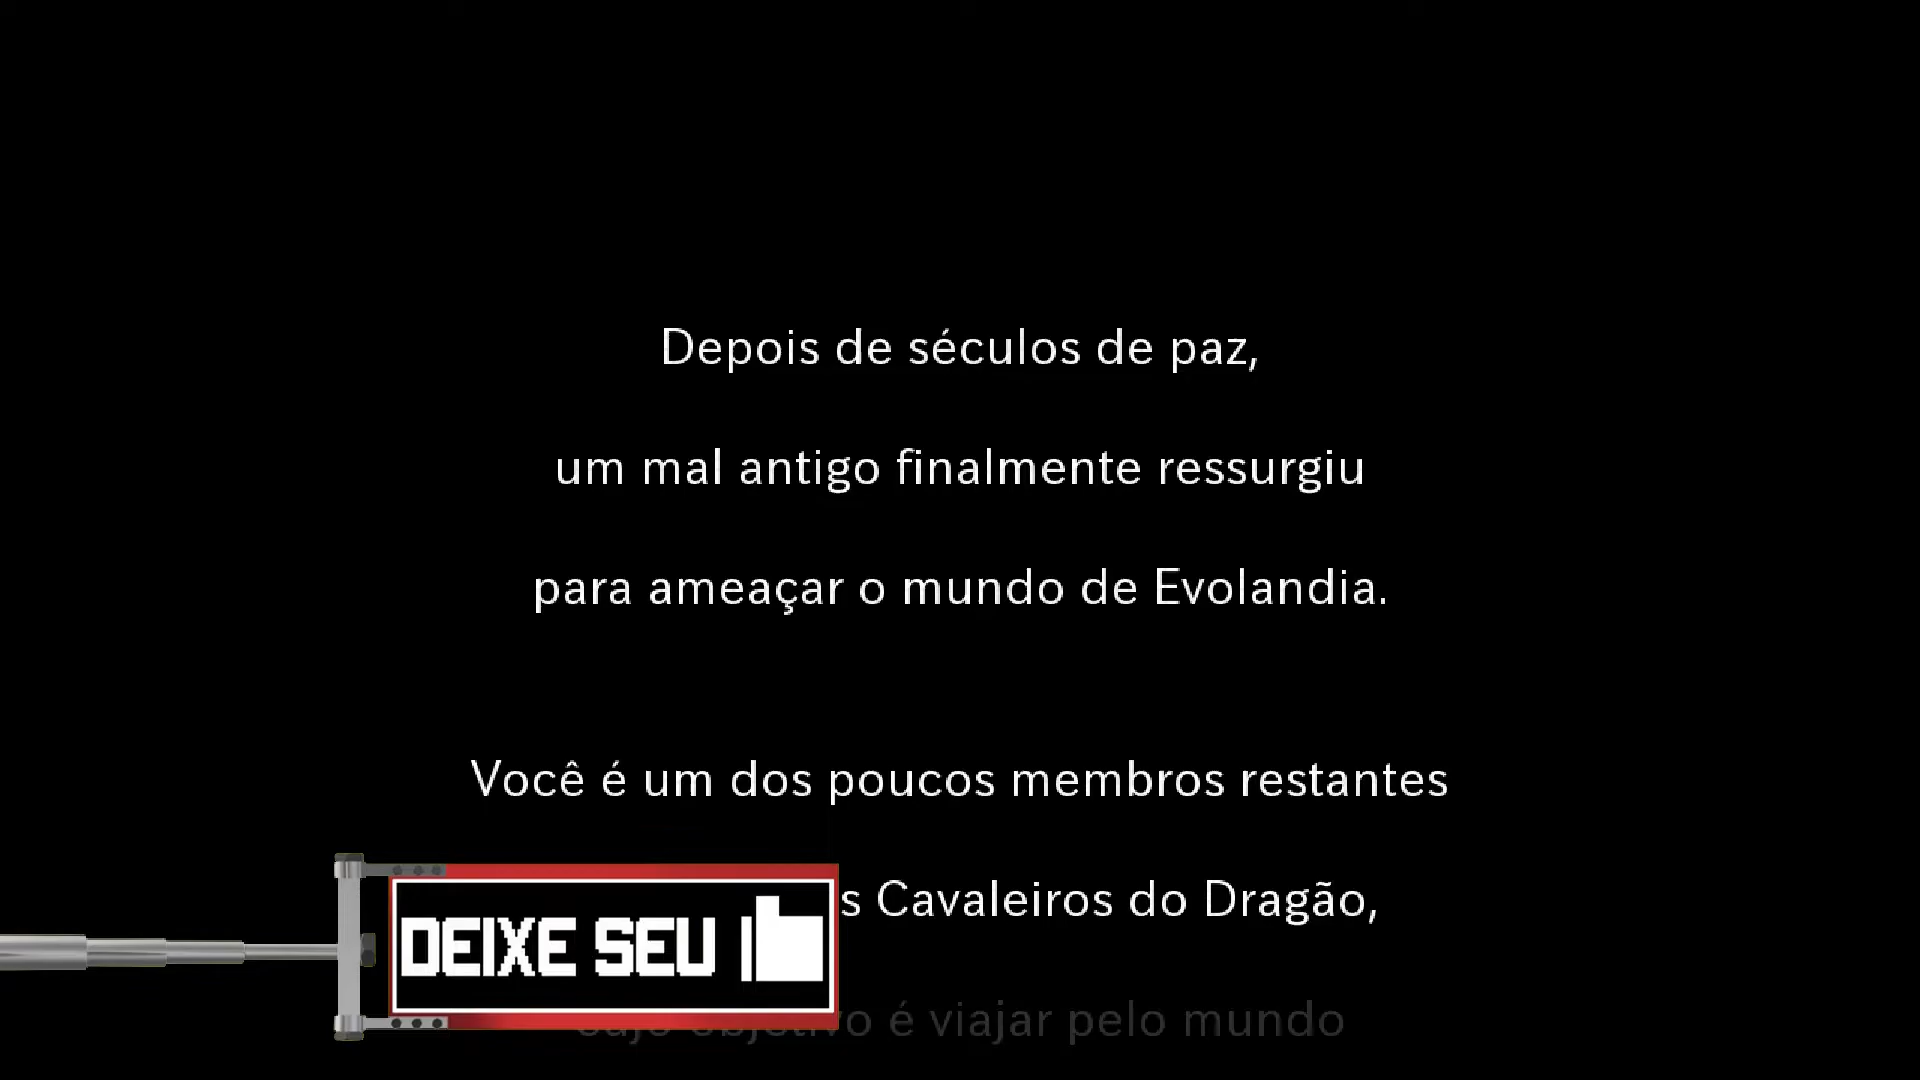 Depois de séculos de paz,
um mal antigo finalmente ressurgiu
para ameaçar o mundo de Evolandia.
Você é um dos poucos membros restantes
Cavaleiros do Dragão,
DEIXE SEU
é viajar pelo mundo